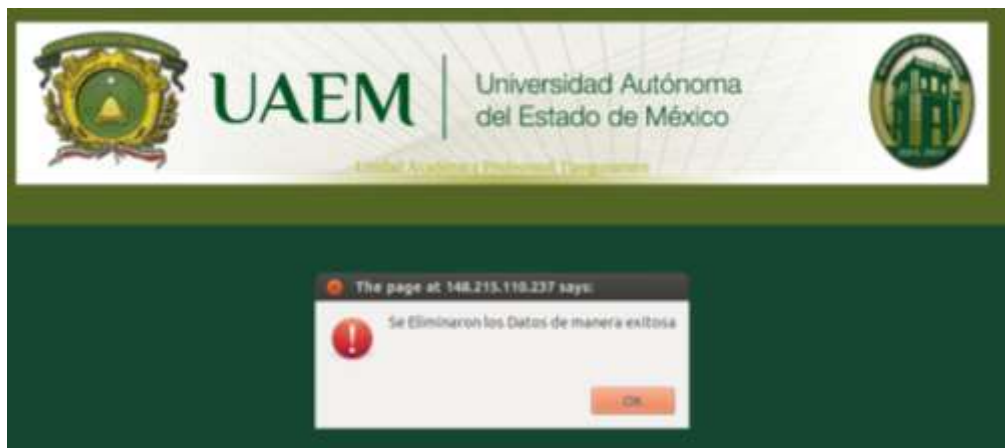 UAEM
Universidad Autónoma
del Estado de México
The page at 148.215.110.237 says:
Se Eliminaron los Datos de manera exitosa
OK